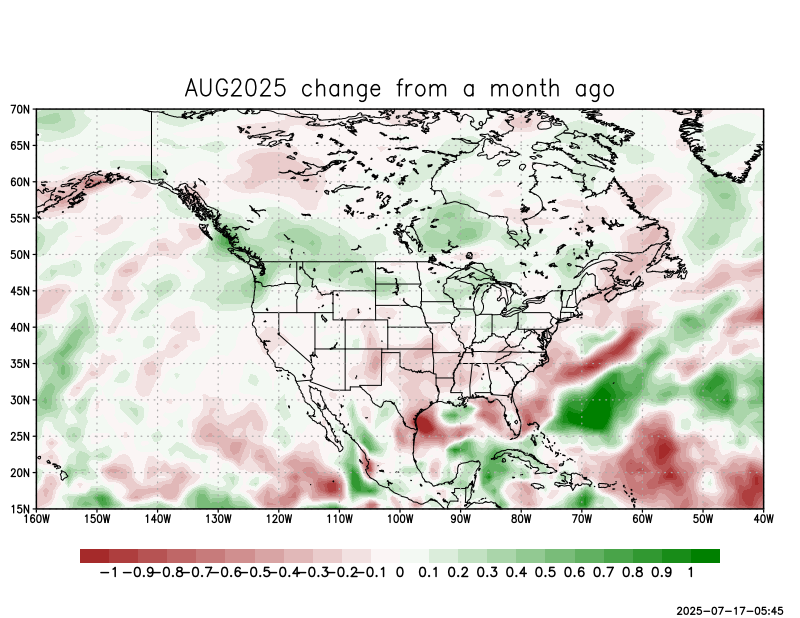 AUG2025 change from a month ago
70N
65N
60N
55N
50N
45N
40N
35N
30N
25N
20N
15N
160W 150W 140W 130W 120W 110W 100W 90W 80W 70W 60W 50W 40W
-1 -0.9 -0.8 -0.7 -0.6 -0.5 -0.4 -0.3 -0.2 -0.1 0 0.1 0.2 0.3 0.4 0.5 0.6 0.7 0.8 0.9 1
2025-07-17-05:45